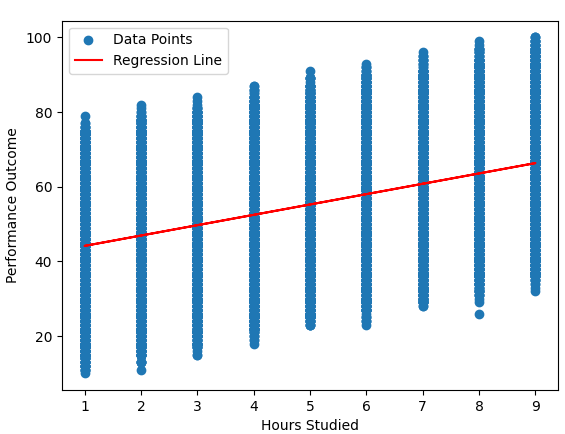 Data Points
Regression Line
100
80
60
40
20
Performance Outcome
1 2 3 4 5 6 7 8 9
Hours Studied